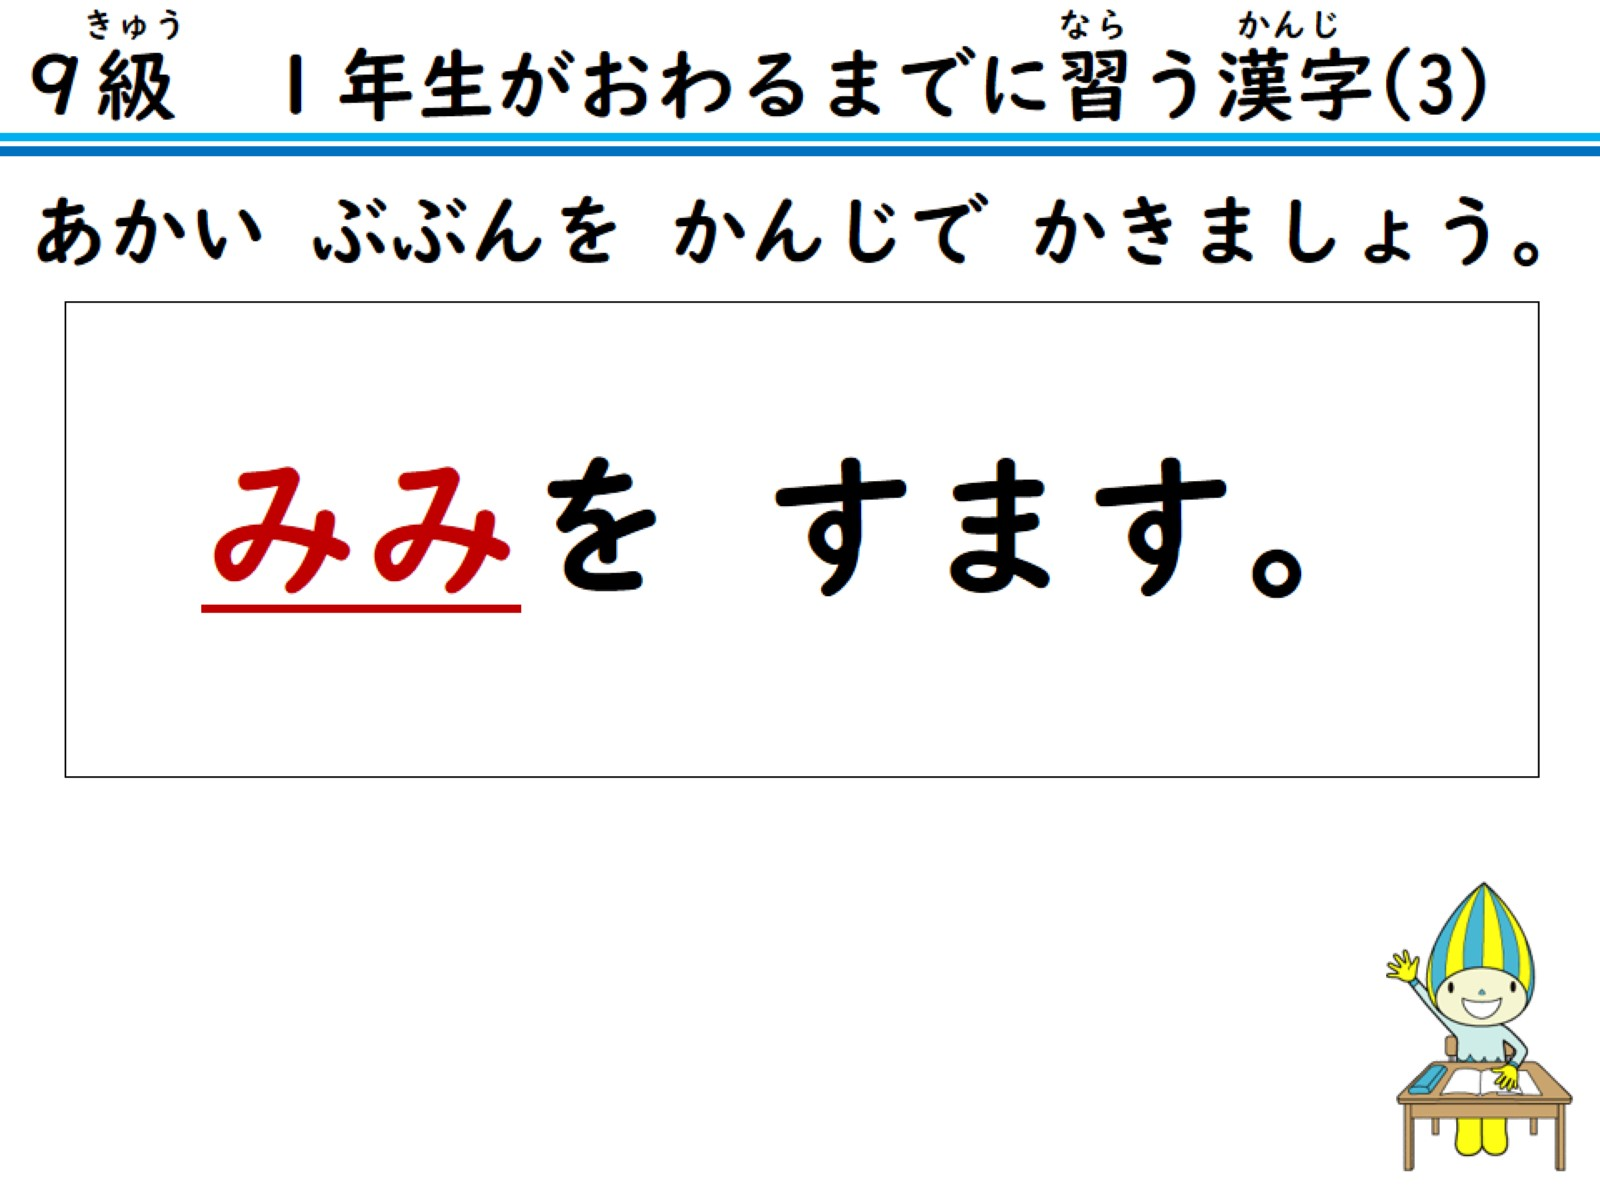 きゅう なら かんじ
9級 1年生がおわるまでに習う漢字(3)
あかい ぶぶんを かんじで かきましょう。
みみを すます。